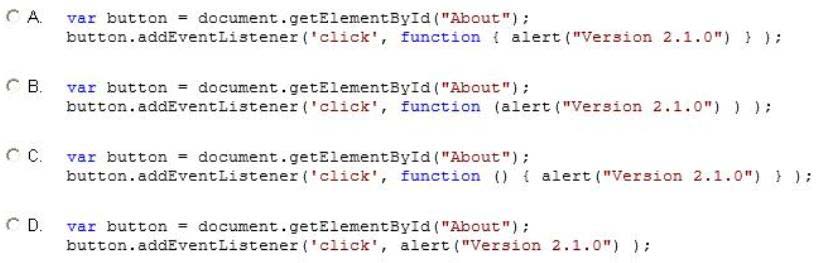 A. var button = document.getElementById("About");
button.addEventListener('click', function { alert("Version 2.1.0") } );
B. var button = document.getElementById("About");
button.addEventListener('click', function (alert("Version 2.1.0") ) );
C. var button = document.getElementById("About");
button.addEventListener('click', function () { alert("Version 2.1.0") } );
D. var button = document.getElementById("About");
button.addEventListener('click', alert("Version 2.1.0") );